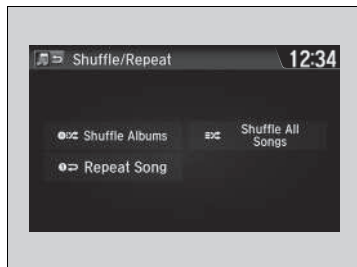 Shuffle/Repeat
12:34
Shuffle Albums
Shuffle All
Songs
Repeat Song